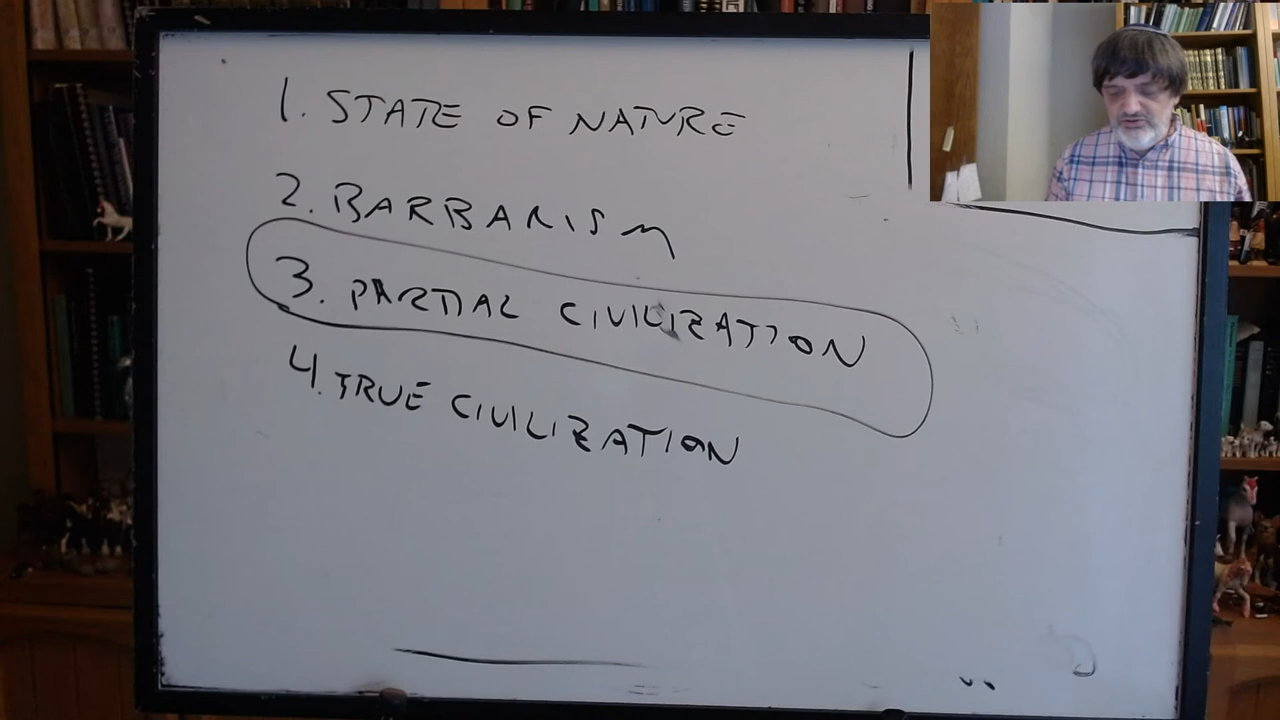 1. STATE OF NATURE
2. BARBARISM
3. PARTIAL CIVILIZATION
4. TRUE CIVILIZATION